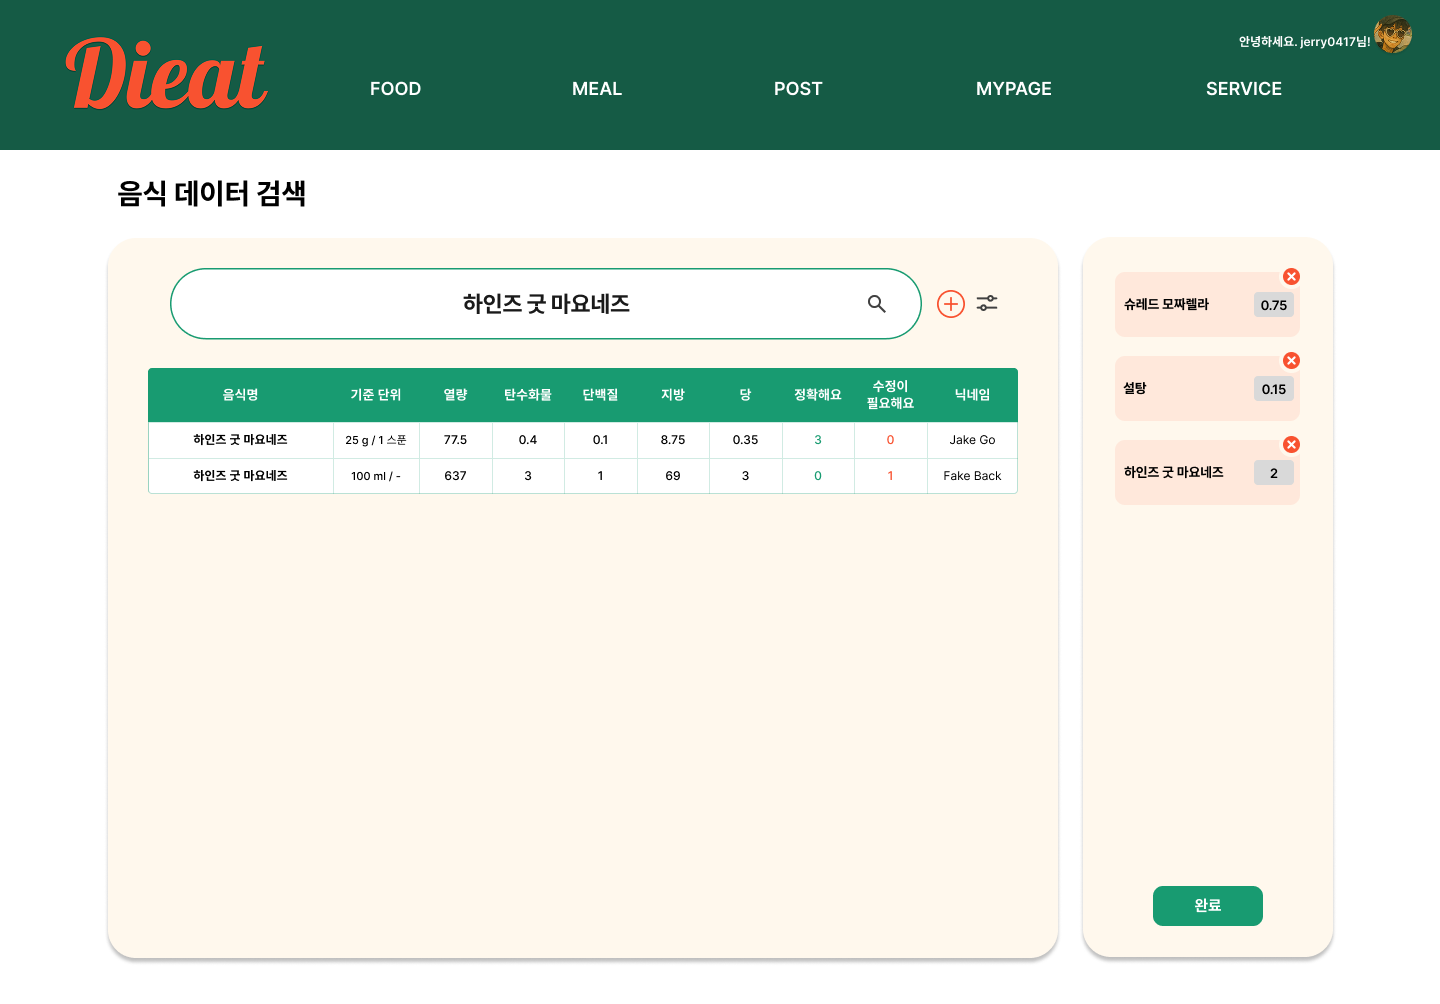 Dieat
안녕하세요. jerry0417님!
FOOD MEAL POST MYPAGE SERVICE
음식 데이터 검색
하인즈 굿 마요네즈
음식명 기준 단위 열량 탄수화물 단백질 지방 당 정확해요 수정이 필요해요 닉네임
하인즈 굿 마요네즈 25 g / 1 스푼 77.5 0.4 0.1 8.75 0.35 3 0 Jake Go
하인즈 굿 마요네즈 100 ml / - 637 3 1 69 3 0 1 Fake Back
슈레드 모짜렐라 0.75
설탕 0.15
하인즈 굿 마요네즈 2
완료